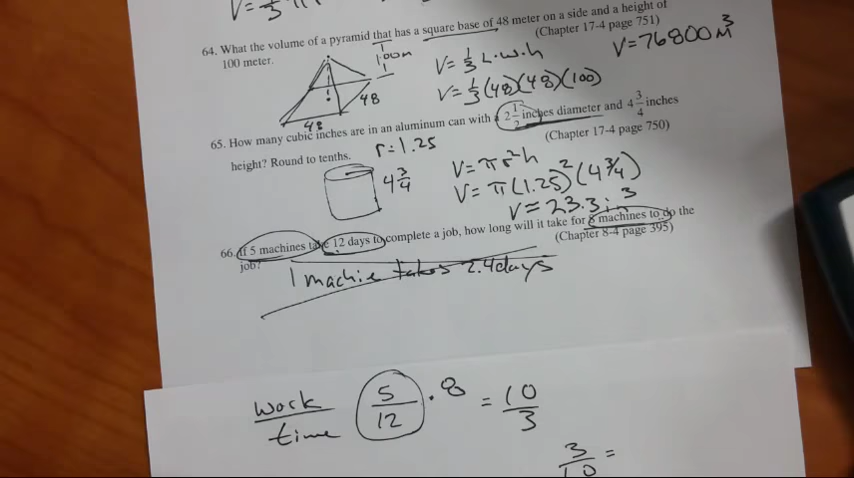 V = 1/3
64. What the volume of a pyramid that has a square base of 48 meter on a side and a height of
100 meter.
(Chapter 17-4 page 751)
100m
48
48
V = 1/3 L·w·h
V = 1/3 (48)(48)(100)
V = 76800 m³
65. How many cubic inches are in an aluminum can with a 2 1/2 inches diameter and 4 3/4 inches
height? Round to tenths.
(Chapter 17-4 page 750)
r = 1.25
4 3/4
V = πr²h
V = π(1.25)²(4 3/4)
V ≈ 23.3 in³
66. If 5 machines take 12 days to complete a job, how long will it take for 8 machines to do the
job?
(Chapter 8-4 page 395)
1 machie takes 2.4 days
work/time 5/12 · 8 = 10/3
3/10 =